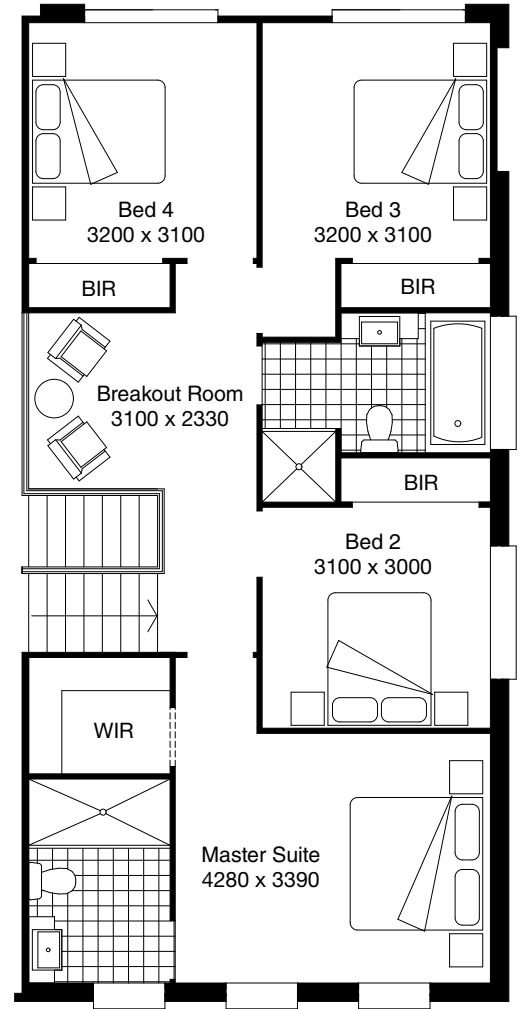 Bed 4
3200 x 3100
Bed 3
3200 x 3100
BIR
BIR
Breakout Room
3100 x 2330
BIR
Bed 2
3100 x 3000
WIR
Master Suite
4280 x 3390